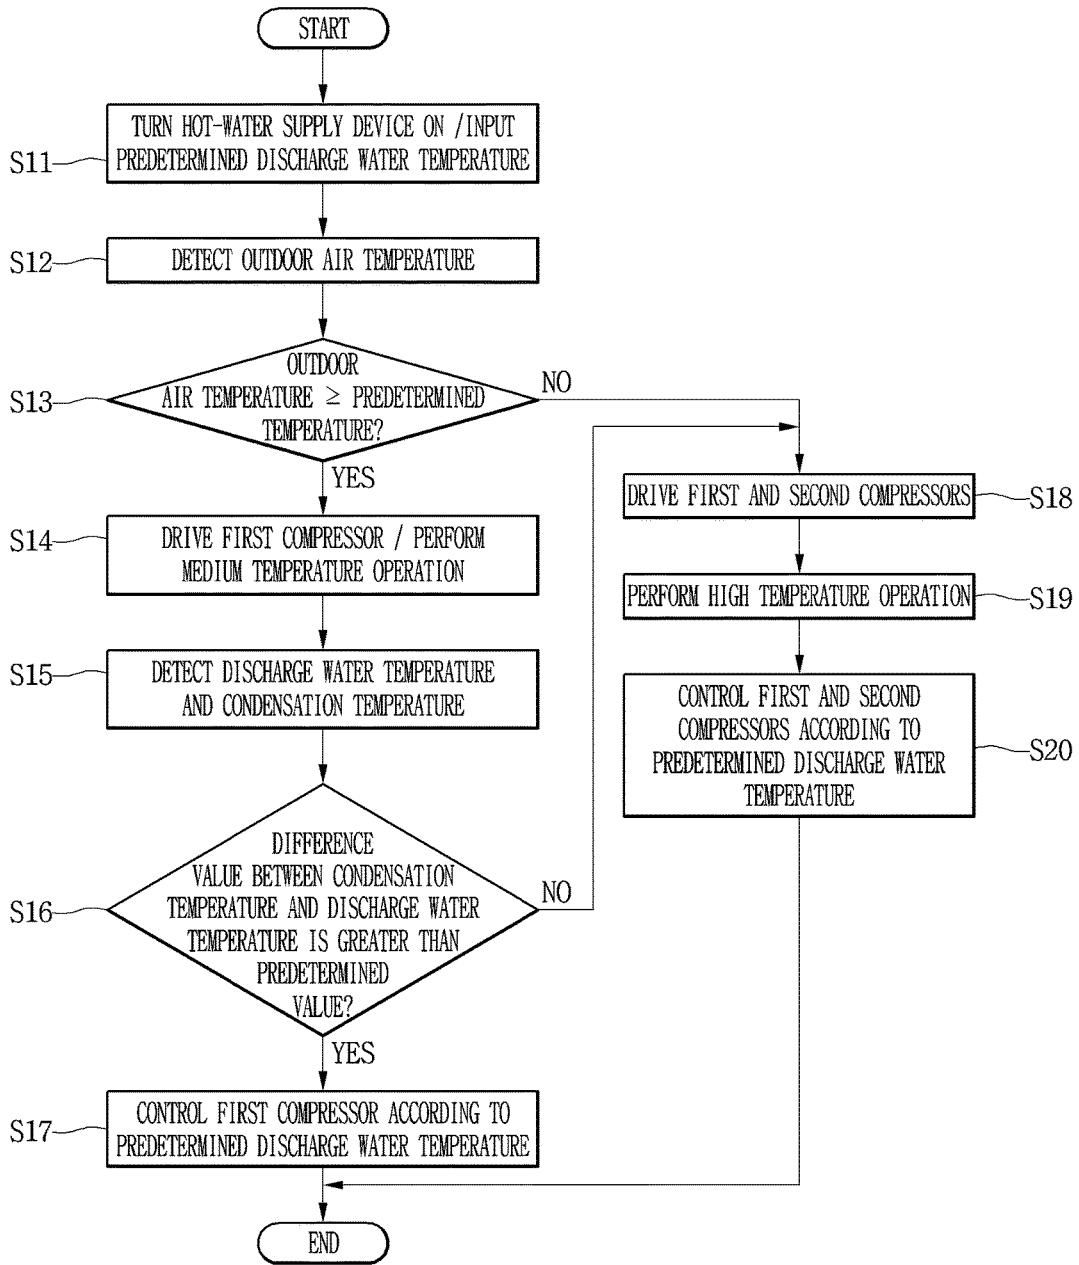 START
TURN HOT-WATER SUPPLY DEVICE ON /INPUT
PREDETERMINED DISCHARGE WATER TEMPERATURE
S11
DETECT OUTDOOR AIR TEMPERATURE
S12
OUTDOOR
AIR TEMPERATURE ≥ PREDETERMINED
TEMPERATURE?
S13
NO
YES
DRIVE FIRST COMPRESSOR / PERFORM
MEDIUM TEMPERATURE OPERATION
S14
DETECT DISCHARGE WATER TEMPERATURE
AND CONDENSATION TEMPERATURE
S15
DIFFERENCE
VALUE BETWEEN CONDENSATION
TEMPERATURE AND DISCHARGE WATER
TEMPERATURE IS GREATER THAN
PREDETERMINED
VALUE?
S16
NO
YES
CONTROL FIRST COMPRESSOR ACCORDING TO
PREDETERMINED DISCHARGE WATER TEMPERATURE
S17
DRIVE FIRST AND SECOND COMPRESSORS
S18
PERFORM HIGH TEMPERATURE OPERATION
S19
CONTROL FIRST AND SECOND
COMPRESSORS ACCORDING TO
PREDETERMINED DISCHARGE WATER
TEMPERATURE
S20
END